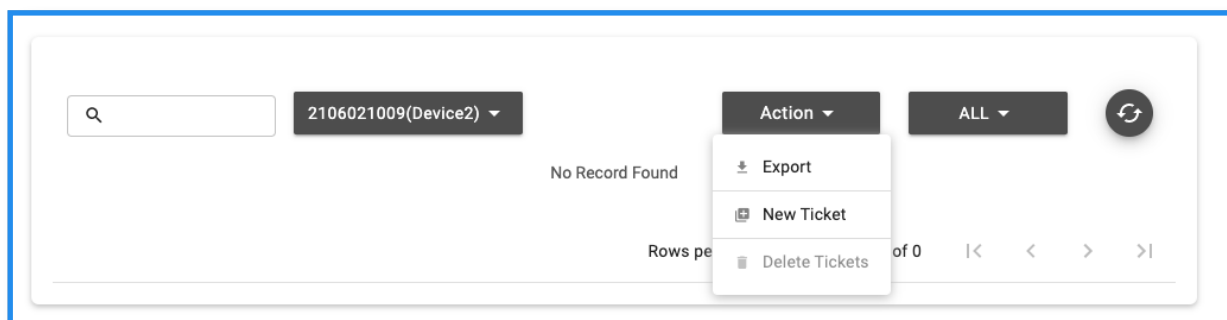 2106021009(Device2)
Action
ALL
Export
No Record Found
New Ticket
Rows pe
of 0
Delete Tickets